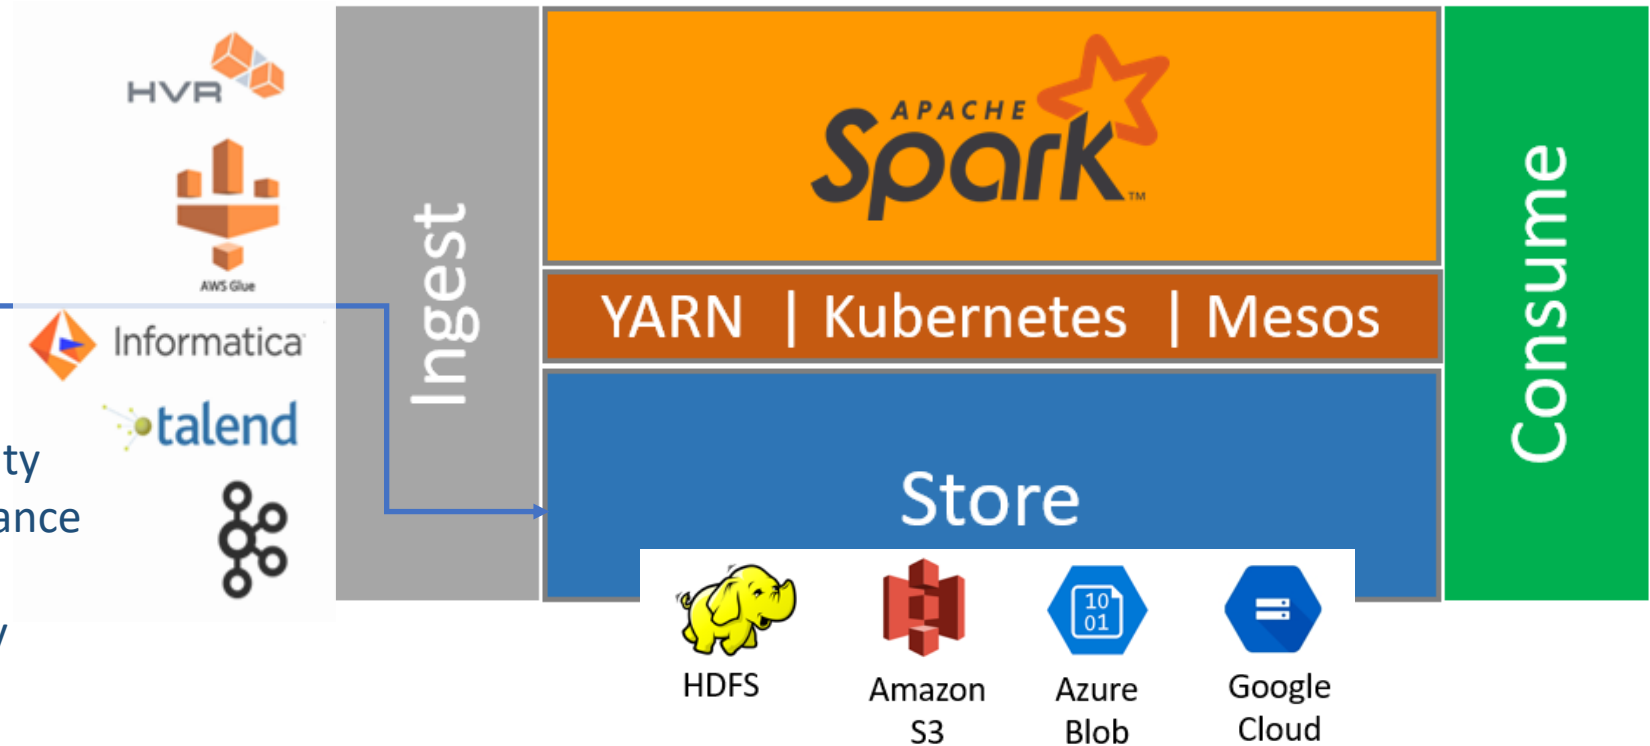 HVR
AWS Glue
Informatica
talend
ty
ance
y
Ingest
APACHE
Spark™
YARN | Kubernetes | Mesos
Store
10
01
HDFS
Amazon
S3
Azure
Blob
Google
Cloud
Consume